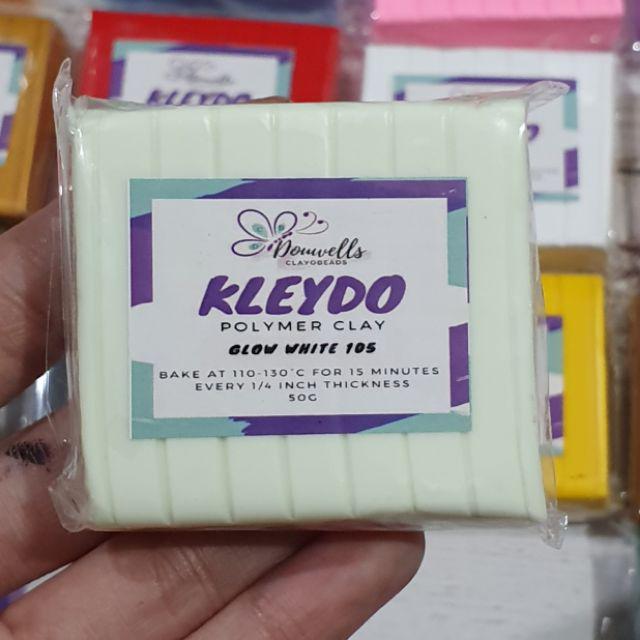 Douwells
CLAYOBEADS
KLEYDO
POLYMER CLAY
GLOW WHITE 105
BAKE AT 110-130°C FOR 15 MINUTES
EVERY 1/4 INCH THICKNESS
50G
KLEYDO